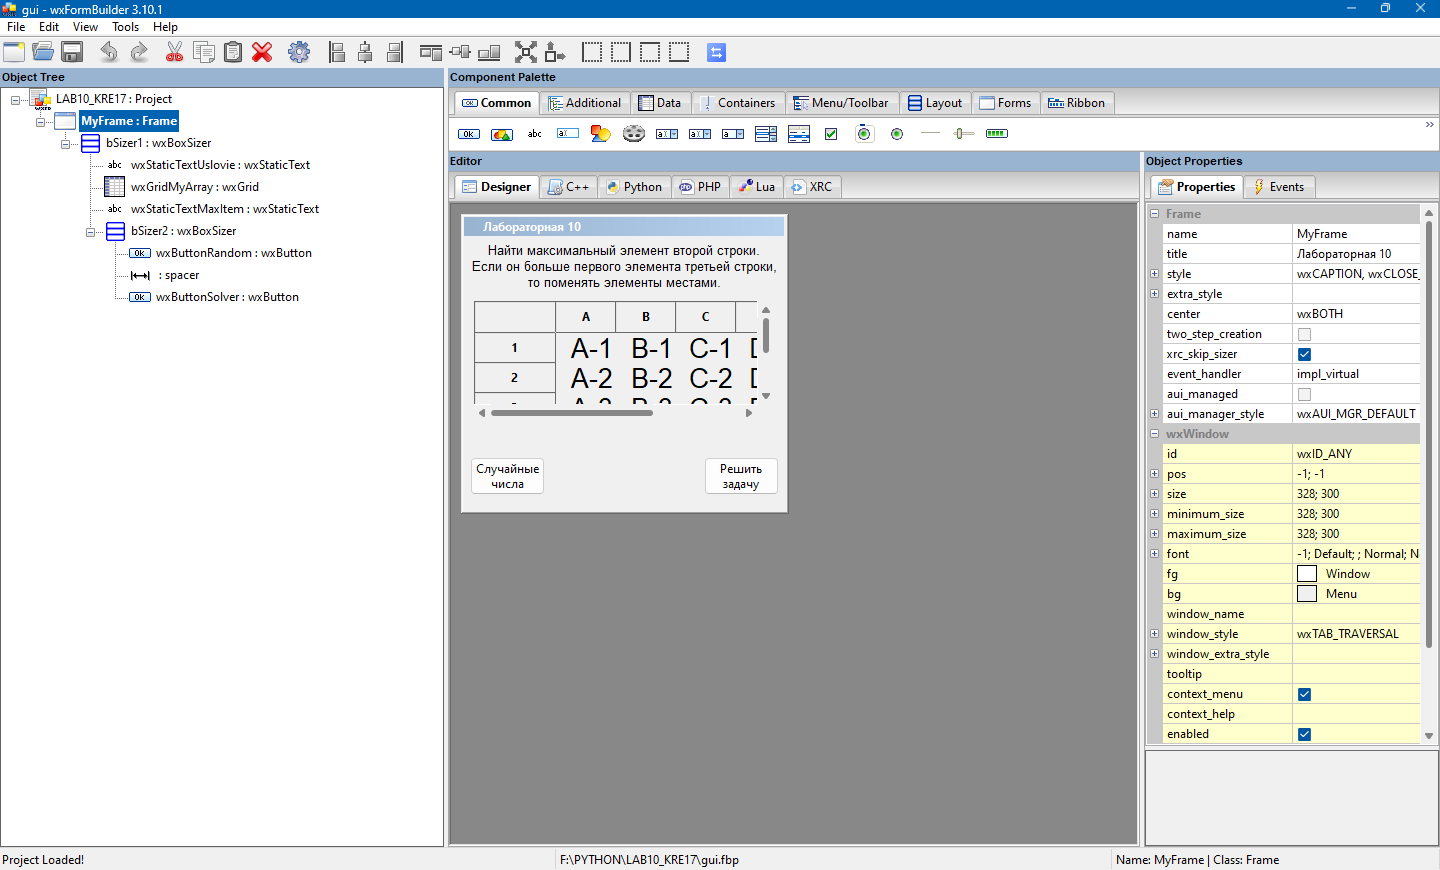 gui - wxFormBuilder 3.10.1
File Edit View Tools Help
Object Tree
LAB10_KRE17 : Project
MyFrame : Frame
bSizer1 : wxBoxSizer
abc wxStaticTextUslovie : wxStaticText
wxGridMyArray : wxGrid
abc wxStaticTextMaxItem : wxStaticText
bSizer2 : wxBoxSizer
Ok wxButtonRandom : wxButton
: spacer
Ok wxButtonSolver : wxButton
Component Palette
Common Additional Data Containers Menu/Toolbar Layout Forms Ribbon
Ok abc
Editor
Designer C++ Python PHP Lua XRC
Лабораторная 10
Найти максимальный элемент второй строки.
Если он больше первого элемента третьей строки,
то поменять элементы местами.
A B C
1 A-1 B-1 C-1
2 A-2 B-2 C-2
Случайные числа
Решить задачу
Object Properties
Properties Events
Frame
name MyFrame
title Лабораторная 10
style wxCAPTION, wxCLOSE_
extra_style
center wxBOTH
two_step_creation
xrc_skip_sizer
event_handler impl_virtual
aui_managed
aui_manager_style wxAUI_MGR_DEFAULT
wxWindow
id wxID_ANY
pos -1; -1
size 328; 300
minimum_size 328; 300
maximum_size 328; 300
font -1; Default; ; Normal; N
fg Window
bg Menu
window_name
window_style wxTAB_TRAVERSAL
window_extra_style
tooltip
context_menu
context_help
enabled
Project Loaded!
F:\PYTHON\LAB10_KRE17\gui.fbp
Name: MyFrame | Class: Frame